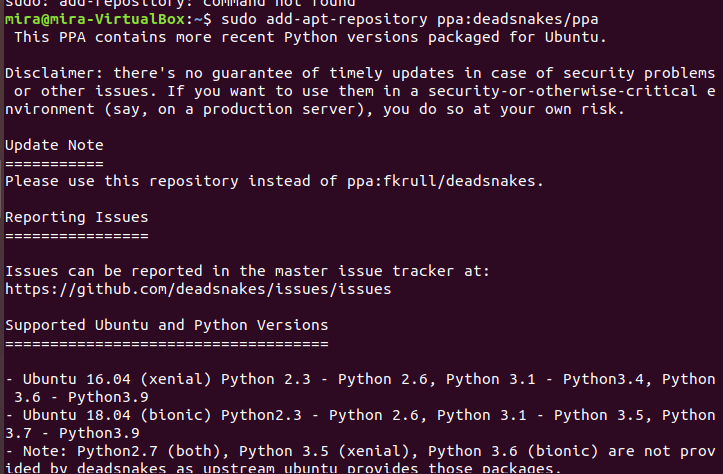 sudo: add-repository: command not found
mira@mira-VirtualBox:~$ sudo add-apt-repository ppa:deadsnakes/ppa
 This PPA contains more recent Python versions packaged for Ubuntu.

Disclaimer: there's no guarantee of timely updates in case of security problems
 or other issues. If you want to use them in a security-or-otherwise-critical e
nvironment (say, on a production server), you do so at your own risk.

Update Note
===========
Please use this repository instead of ppa:fkrull/deadsnakes.

Reporting Issues
================

Issues can be reported in the master issue tracker at:
https://github.com/deadsnakes/issues/issues

Supported Ubuntu and Python Versions
====================================

- Ubuntu 16.04 (xenial) Python 2.3 - Python 2.6, Python 3.1 - Python3.4, Python
 3.6 - Python3.9
- Ubuntu 18.04 (bionic) Python2.3 - Python 2.6, Python 3.1 - Python 3.5, Python
3.7 - Python3.9
- Note: Python2.7 (both), Python 3.5 (xenial), Python 3.6 (bionic) are not prov
ided by deadsnakes as upstream ubuntu provides those packages.